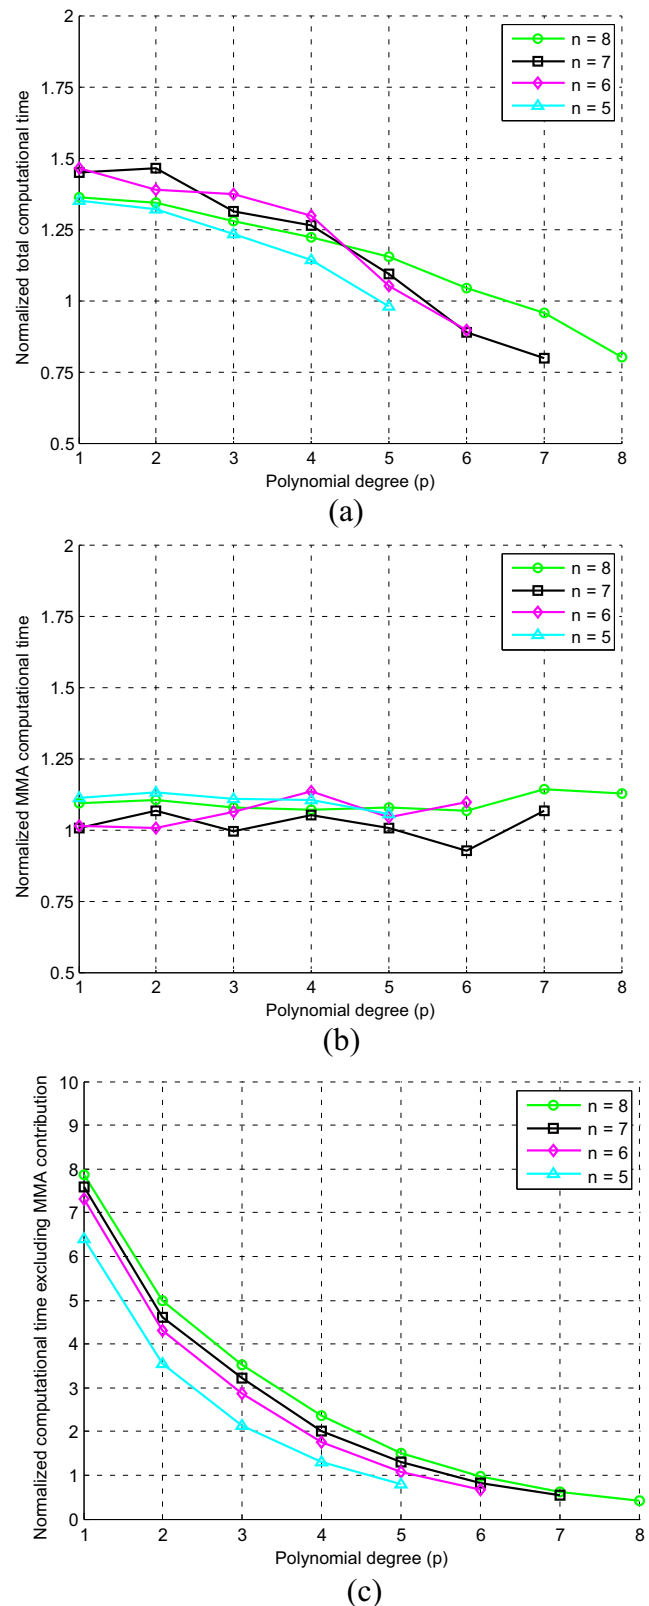 2
1.75
2
1.5
1.25
1
0.75
0.5
Normalized total computational time
n = 8
n = 7
n = 6
n = 5
1 2 3 4 5 6 7 8
Polynomial degree (p)
(a)
2
1.75
1.5
1.25
1
0.75
0.5
Normalized MMA computational time
n = 8
n = 7
n = 6
n = 5
1 2 3 4 5 6 7 8
Polynomial degree (p)
(b)
10
9
8
7
6
5
4
3
2
1
0
Normalized computational time excluding MMA contribution
n = 8
n = 7
n = 6
n = 5
1 2 3 4 5 6 7 8
Polynomial degree (p)
(c)